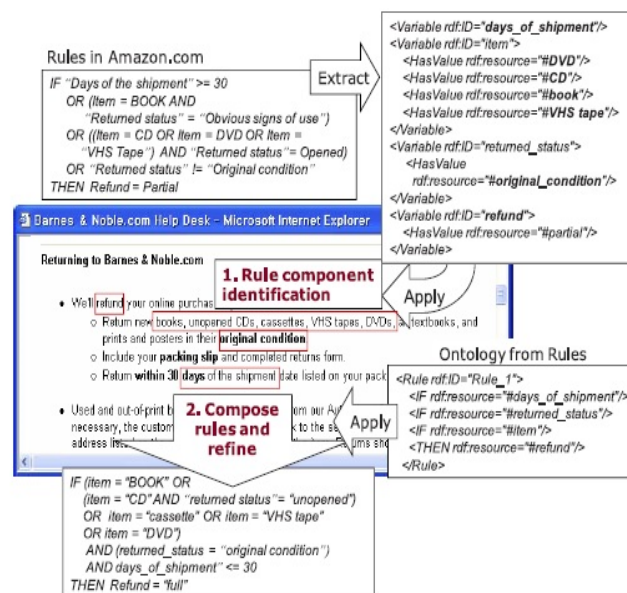 Rules in Amazon.com
IF “Days of the shipment” >= 30
OR (Item = BOOK AND
“Returned status” = “Obvious signs of use”)
OR ((Item = CD OR Item = DVD OR Item =
“VHS Tape”) AND “Returned status”= Opened)
OR “Returned status” != “Original condition”
THEN Refund = Partial
Extract
<Variable rdf:ID="days_of_shipment"/>
<Variable rdf:ID="item">
<HasValue rdf:resource="#DVD"/>
<HasValue rdf:resource="#CD"/>
<HasValue rdf:resource="#book"/>
<HasValue rdf:resource="#VHS tape"/>
</Variable>
<Variable rdf:ID="returned_status">
<HasValue
rdf:resource="#original_condition"/>
</Variable>
<Variable rdf:ID="refund">
<HasValue rdf:resource="#partial"/>
</Variable>
Barnes & Noble.com Help Desk - Microsoft Internet Explorer
Returning to Barnes & Noble.com
1. Rule component
identification
Apply
We'll refund your online purchas
Return new books, unopened CDs, cassettes, VHS tapes, DVDs, textbooks, and
prints and posters in their original condition
Include your packing slip and completed returns form.
Return within 30 days of the shipment date listed on your pack
Used and out-of-print b om our Au
necessary, the custom k to the se
address liste ums sho
2. Compose
rules and
refine
Apply
Ontology from Rules
<Rule rdf:ID="Rule_1">
<IF rdf:resource="#days_of_shipment"/>
<IF rdf:resource="#returned_status"/>
<IF rdf:resource="#item"/>
<THEN rdf:resource="#refund"/>
</Rule>
IF (item = "BOOK" OR
(item = "CD" AND “returned status”="unopened")
OR item = "cassette" OR item = "VHS tape"
OR item = "DVD")
AND (returned_status = "original condition")
AND days_of_shipment" <= 30
THEN Refund = "full"